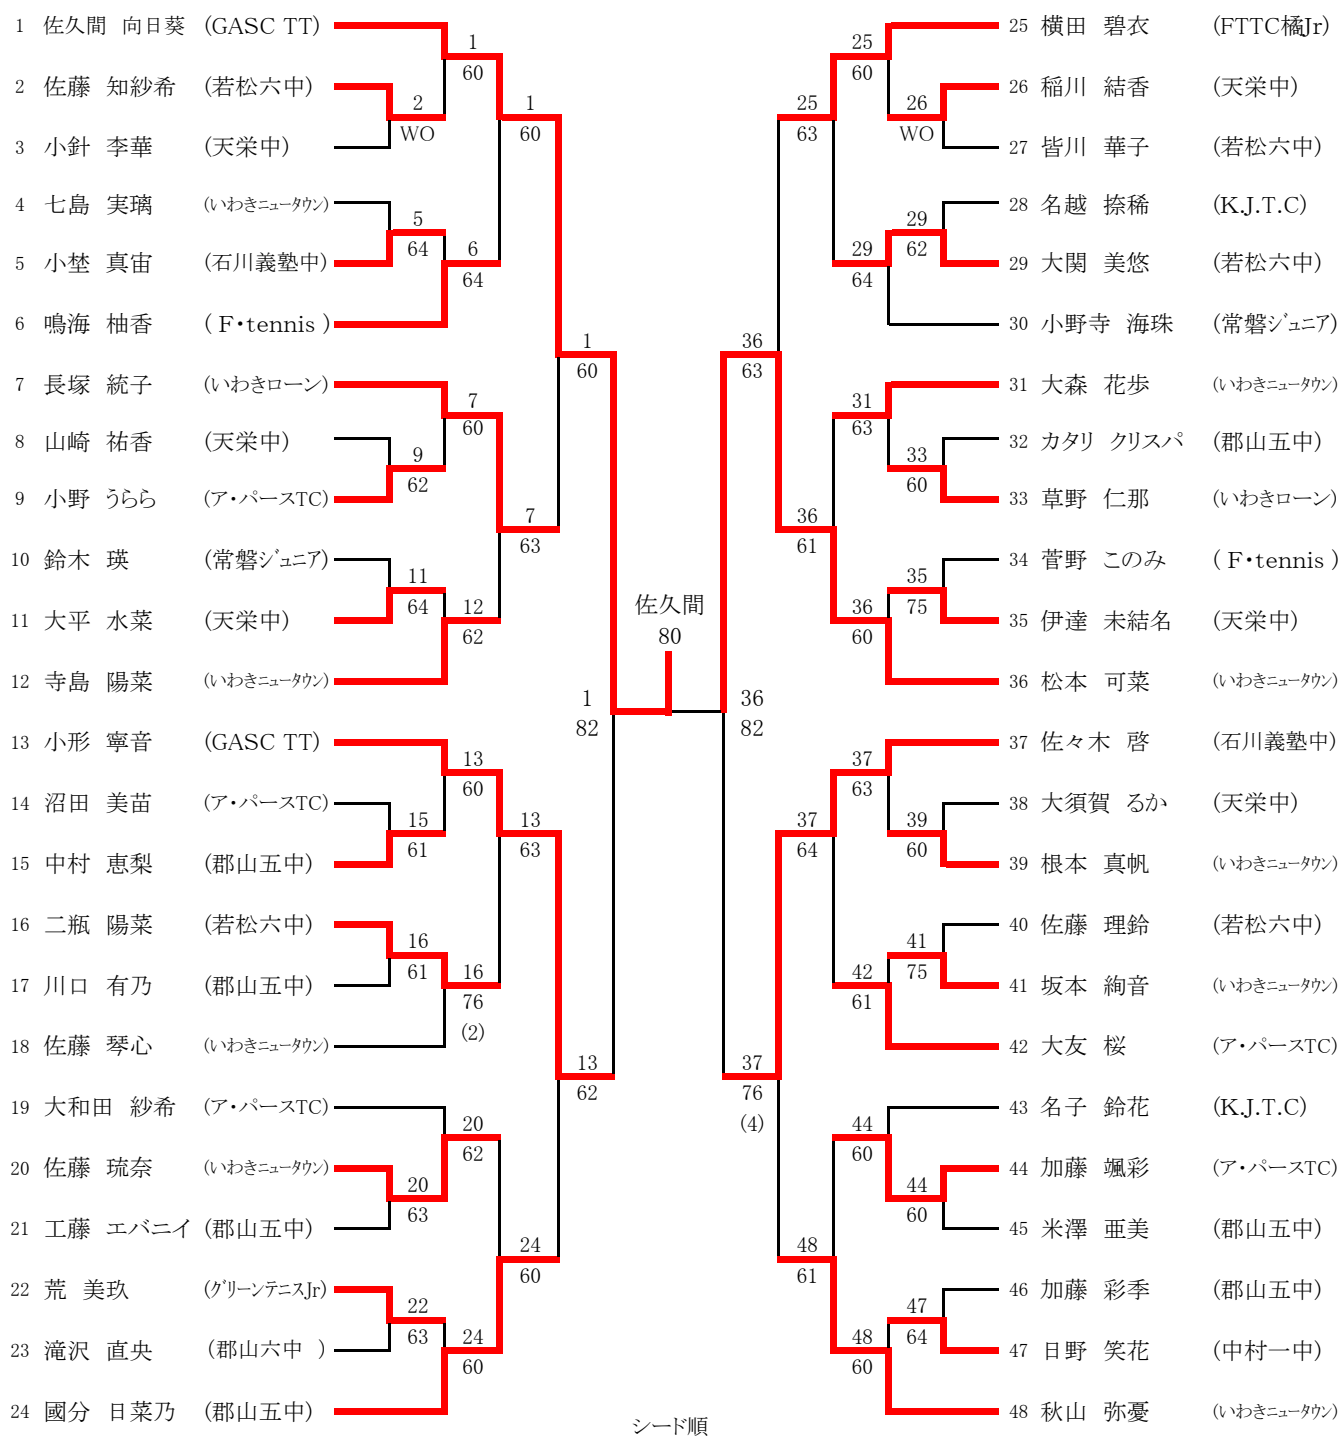 1 佐久間 向日葵 (GASC TT)
2 佐藤 知紗希 (若松六中)
3 小針 李華 (天栄中)
4 七島 実璃 (いわきニュータウン)
5 小埜 真宙 (石川義塾中)
6 鳴海 柚香 ( F・tennis )
7 長塚 統子 (いわきローン)
8 山崎 祐香 (天栄中)
9 小野 うらら (ア・パースTC)
10 鈴木 瑛 (常磐ジュニア)
11 大平 水菜 (天栄中)
12 寺島 陽菜 (いわきニュータウン)
13 小形 寧音 (GASC TT)
14 沼田 美苗 (ア・パースTC)
15 中村 恵梨 (郡山五中)
16 二瓶 陽菜 (若松六中)
17 川口 有乃 (郡山五中)
18 佐藤 琴心 (いわきニュータウン)
19 大和田 紗希 (ア・パースTC)
20 佐藤 琉奈 (いわきニュータウン)
21 工藤 エバニイ (郡山五中)
22 荒 美玖 (グリーンテニスJr)
23 滝沢 直央 (郡山六中 )
24 國分 日菜乃 (郡山五中)
2
WO
5
64
9
62
11
64
15
61
16
61
20
63
22
63
1
60
6
64
7
60
12
62
13
60
16
76
(2)
20
62
24
60
1
60
7
63
13
63
24
60
1
60
13
62
1
82
佐久間
80
36
82
36
63
37
76
(4)
25
63
36
61
37
64
48
61
25
60
29
64
31
63
36
60
37
63
42
61
44
60
48
60
26
WO
29
62
33
60
35
75
39
60
41
75
44
60
47
64
25 横田 碧衣 (FTTC橘Jr)
26 稲川 結香 (天栄中)
27 皆川 華子 (若松六中)
28 名越 捺稀 (K.J.T.C)
29 大関 美悠 (若松六中)
30 小野寺 海珠 (常磐ジュニア)
31 大森 花歩 (いわきニュータウン)
32 カタリ クリスパ (郡山五中)
33 草野 仁那 (いわきローン)
34 菅野 このみ ( F・tennis )
35 伊達 未結名 (天栄中)
36 松本 可菜 (いわきニュータウン)
37 佐々木 啓 (石川義塾中)
38 大須賀 るか (天栄中)
39 根本 真帆 (いわきニュータウン)
40 佐藤 理鈴 (若松六中)
41 坂本 絢音 (いわきニュータウン)
42 大友 桜 (ア・パースTC)
43 名子 鈴花 (K.J.T.C)
44 加藤 颯彩 (ア・パースTC)
45 米澤 亜美 (郡山五中)
46 加藤 彩季 (郡山五中)
47 日野 笑花 (中村一中)
48 秋山 弥憂 (いわきニュータウン)
シード順